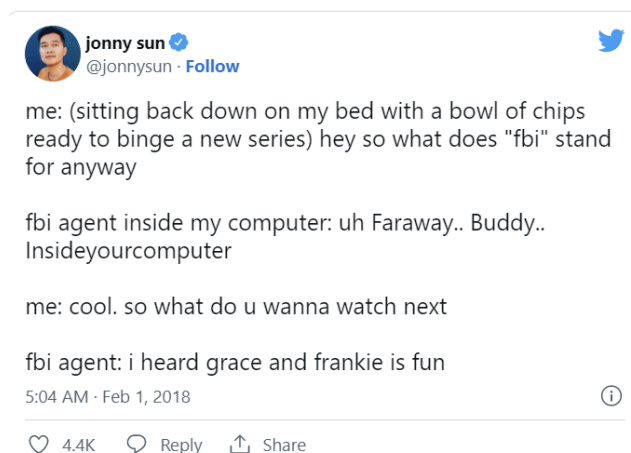 jonny sun
@jonnysun · Follow
me: (sitting back down on my bed with a bowl of chips
ready to binge a new series) hey so what does "fbi" stand
for anyway
fbi agent inside my computer: uh Faraway.. Buddy..
Insideyourcomputer
me: cool. so what do u wanna watch next
fbi agent: i heard grace and frankie is fun
5:04 AM · Feb 1, 2018
4.4K Reply Share